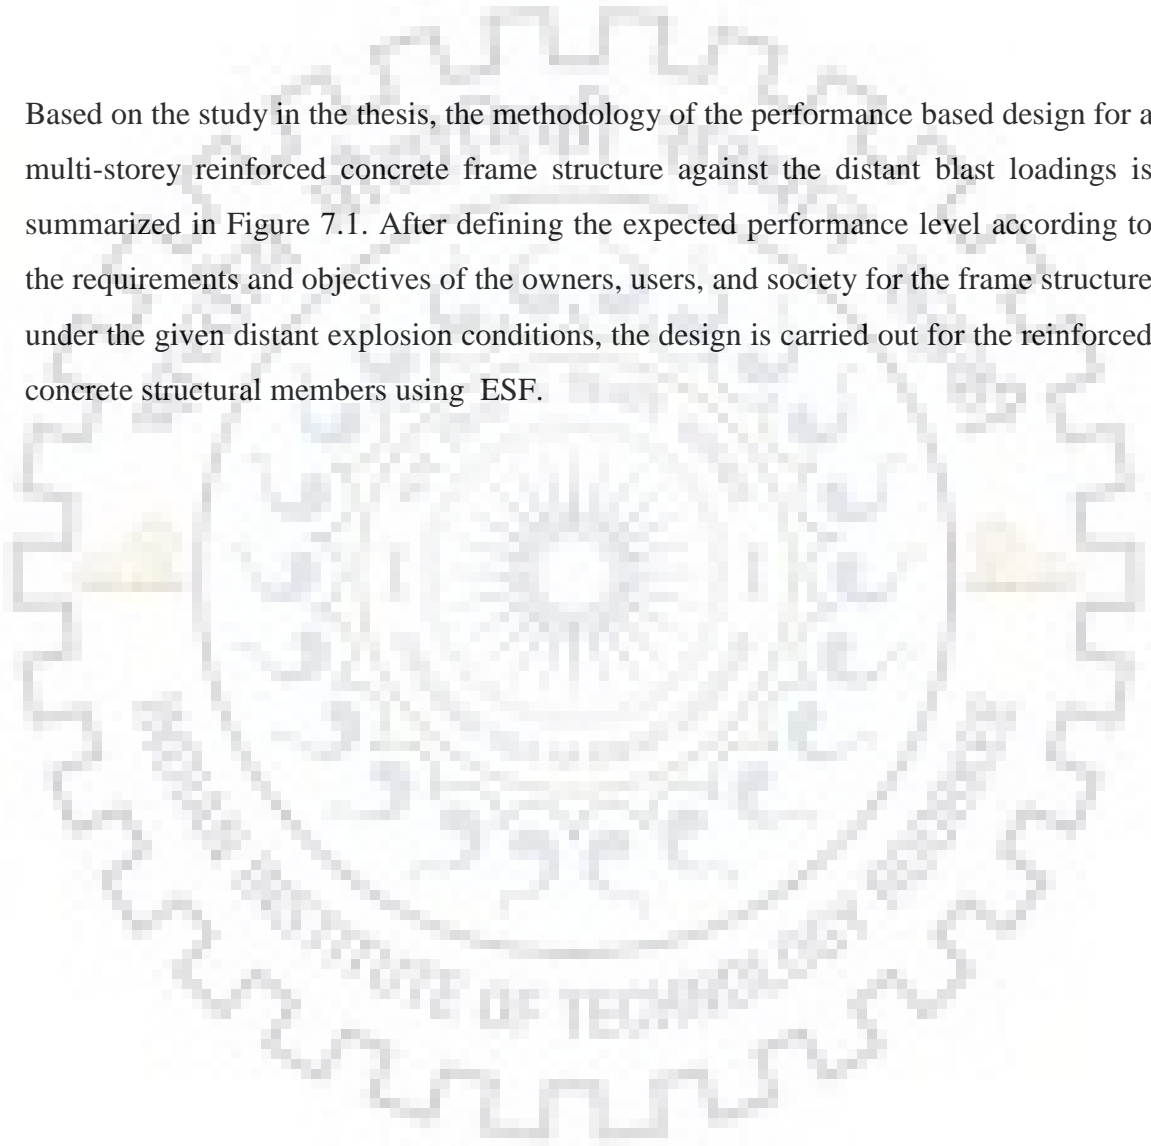 Based on the study in the thesis, the methodology of the performance based design for a
multi-storey reinforced concrete frame structure against the distant blast loadings is
summarized in Figure 7.1. After defining the expected performance level according to
the requirements and objectives of the owners, users, and society for the frame structure
under the given distant explosion conditions, the design is carried out for the reinforced
concrete structural members using ESF.
INSTITUTE OF TECHNOLOGY